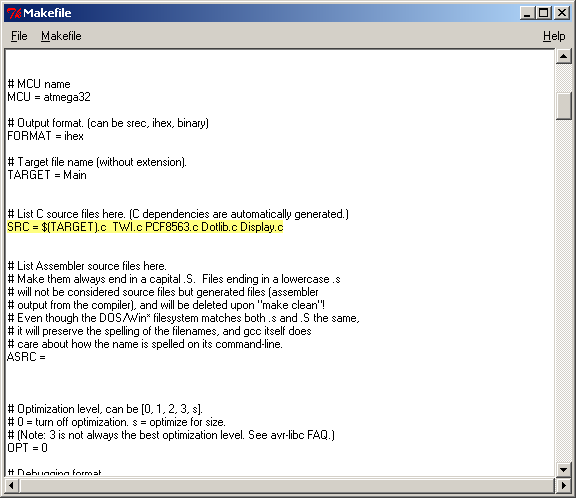 Makefile
File Makefile Help
# MCU name
MCU = atmega32
# Output format. (can be srec, ihex, binary)
FORMAT = ihex
# Target file name (without extension).
TARGET = Main
# List C source files here. (C dependencies are automatically generated.)
SRC = $(TARGET).c  TWI.c PCF8563.c Dotlib.c Display.c
# List Assembler source files here.
# Make them always end in a capital .S.  Files ending in a lowercase .s
# will not be considered source files but generated files (assembler
# output from the compiler), and will be deleted upon "make clean"!
# Even though the DOS/Win* filesystem matches both .s and .S the same,
# it will preserve the spelling of the filenames, and gcc itself does
# care about how the name is spelled on its command-line.
ASRC =
# Optimization level, can be [0, 1, 2, 3, s].
# 0 = turn off optimization. s = optimize for size.
# (Note: 3 is not always the best optimization level. See avr-libc FAQ.)
OPT = 0
# Debugging format